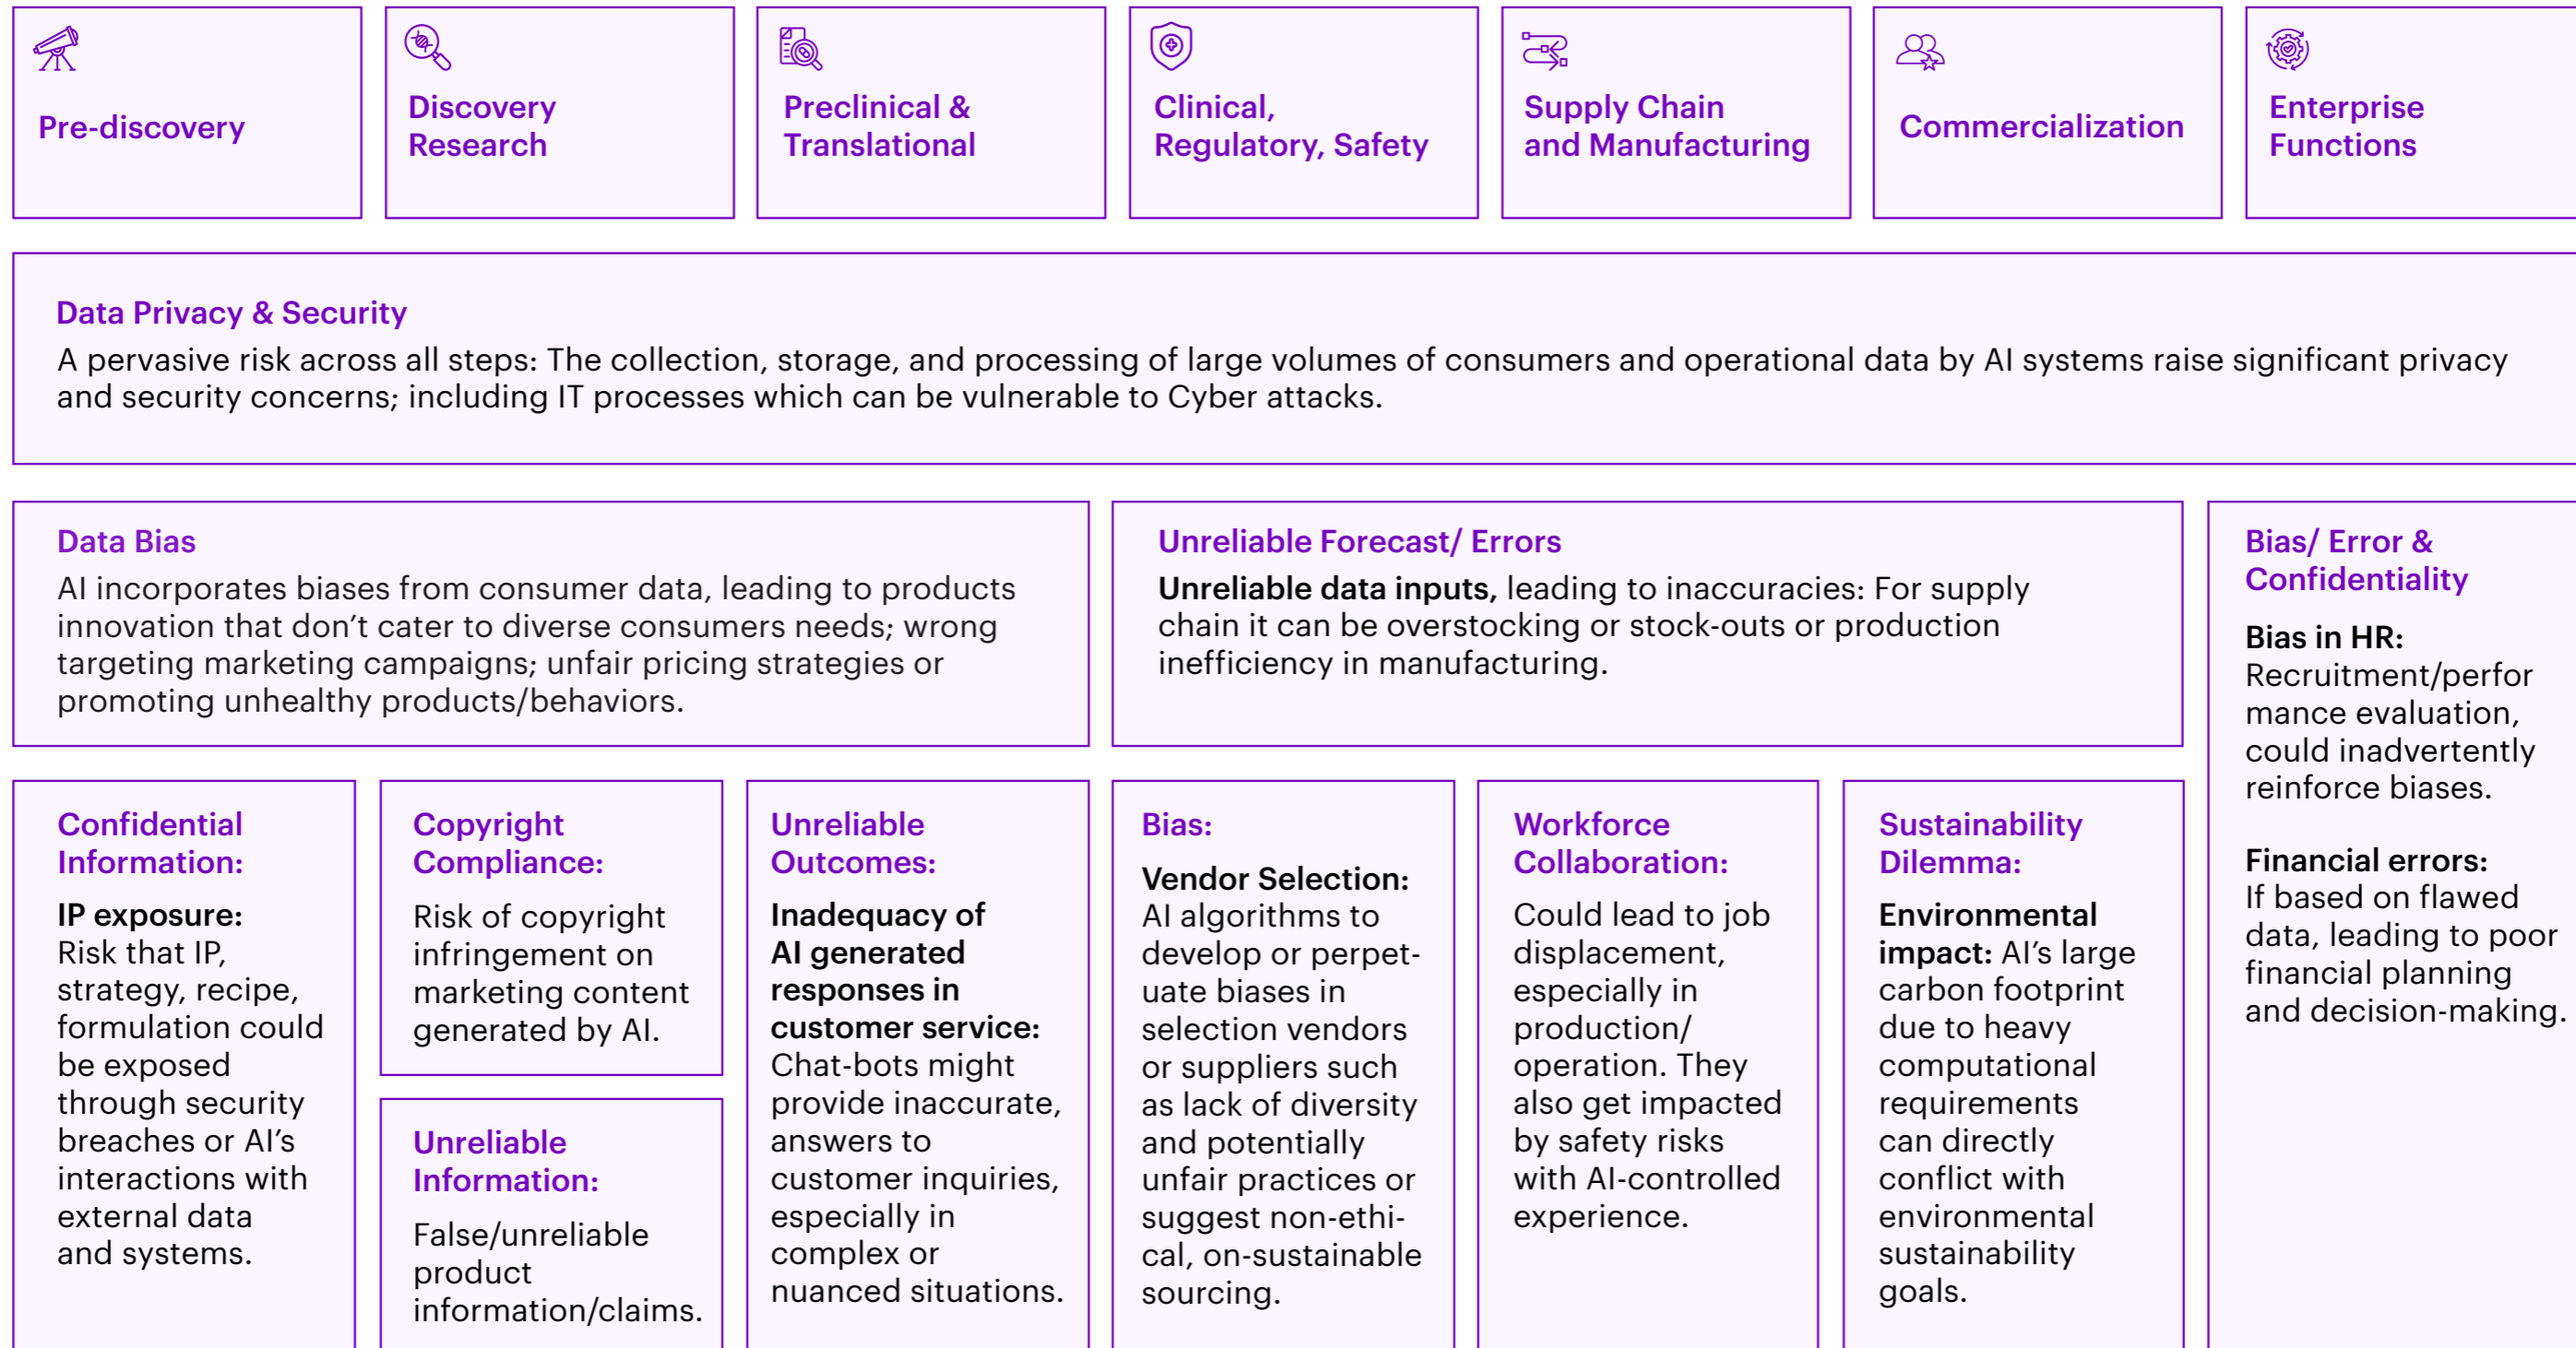 Pre-discovery
Discovery
Research
Preclinical &
Translational
Clinical,
Regulatory, Safety
Supply Chain
and Manufacturing
Commercialization
Enterprise
Functions
Data Privacy & Security
A pervasive risk across all steps: The collection, storage, and processing of large volumes of consumers and operational data by AI systems raise significant privacy
and security concerns; including IT processes which can be vulnerable to Cyber attacks.
Data Bias
AI incorporates biases from consumer data, leading to products
innovation that don’t cater to diverse consumers needs; wrong
targeting marketing campaigns; unfair pricing strategies or
promoting unhealthy products/behaviors.
Unreliable Forecast/ Errors
Unreliable data inputs, leading to inaccuracies: For supply
chain it can be overstocking or stock-outs or production
inefficiency in manufacturing.
Bias/ Error &
Confidentiality
Bias in HR:
Recruitment/perfor
mance evaluation,
could inadvertently
reinforce biases.
Financial errors:
If based on flawed
data, leading to poor
financial planning
and decision-making.
Confidential
Information:
IP exposure:
Risk that IP,
strategy, recipe,
formulation could
be exposed
through security
breaches or AI’s
interactions with
external data
and systems.
Copyright
Compliance:
Risk of copyright
infringement on
marketing content
generated by AI.
Unreliable
Information:
False/unreliable
product
information/claims.
Unreliable
Outcomes:
Inadequacy of
AI generated
responses in
customer service:
Chat-bots might
provide inaccurate,
answers to
customer inquiries,
especially in
complex or
nuanced situations.
Bias:
Vendor Selection:
AI algorithms to
develop or perpet-
uate biases in
selection vendors
or suppliers such
as lack of diversity
and potentially
unfair practices or
suggest non-ethi-
cal, on-sustainable
sourcing.
Workforce
Collaboration:
Could lead to job
displacement,
especially in
production/
operation. They
also get impacted
by safety risks
with AI-controlled
experience.
Sustainability
Dilemma:
Environmental
impact: AI’s large
carbon footprint
due to heavy
computational
requirements
can directly
conflict with
environmental
sustainability
goals.